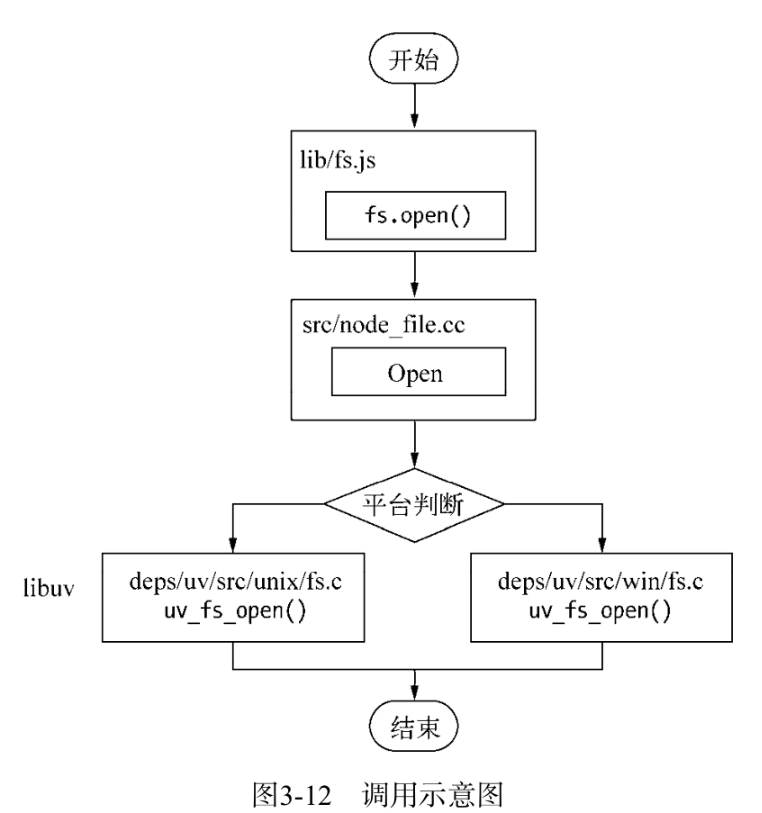 开始
lib/fs.js
fs.open()
src/node_file.cc
Open
平台判断
libuv
deps/uv/src/unix/fs.c
uv_fs_open()
deps/uv/src/win/fs.c
uv_fs_open()
结束
图3-12 调用示意图